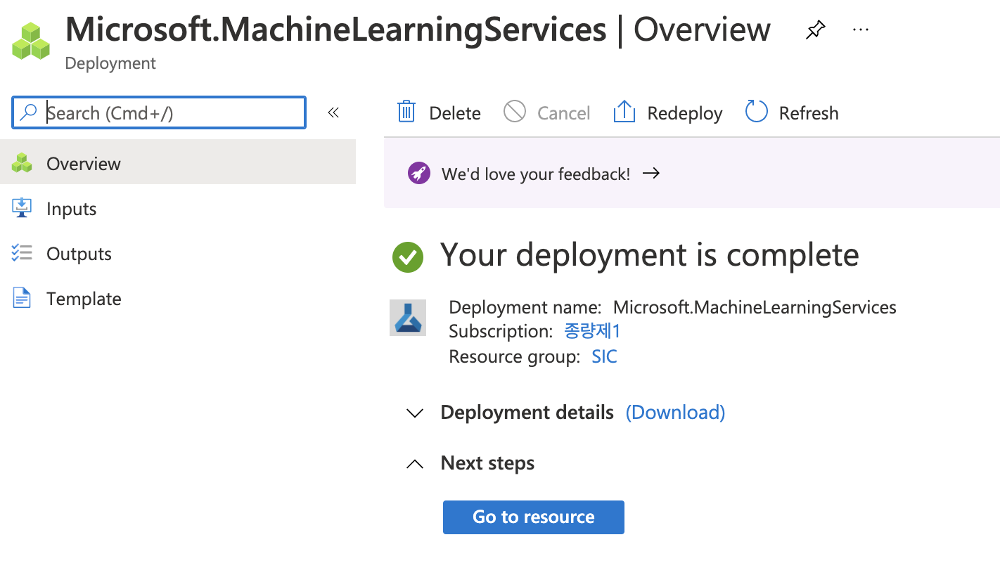 Microsoft.MachineLearningServices | Overview
Deployment
Search (Cmd+/)
Overview
Inputs
Outputs
Template
Delete Cancel Redeploy Refresh
We'd love your feedback!
Your deployment is complete
Deployment name: Microsoft.MachineLearningServices
Subscription: 종량제1
Resource group: SIC
Deployment details (Download)
Next steps
Go to resource